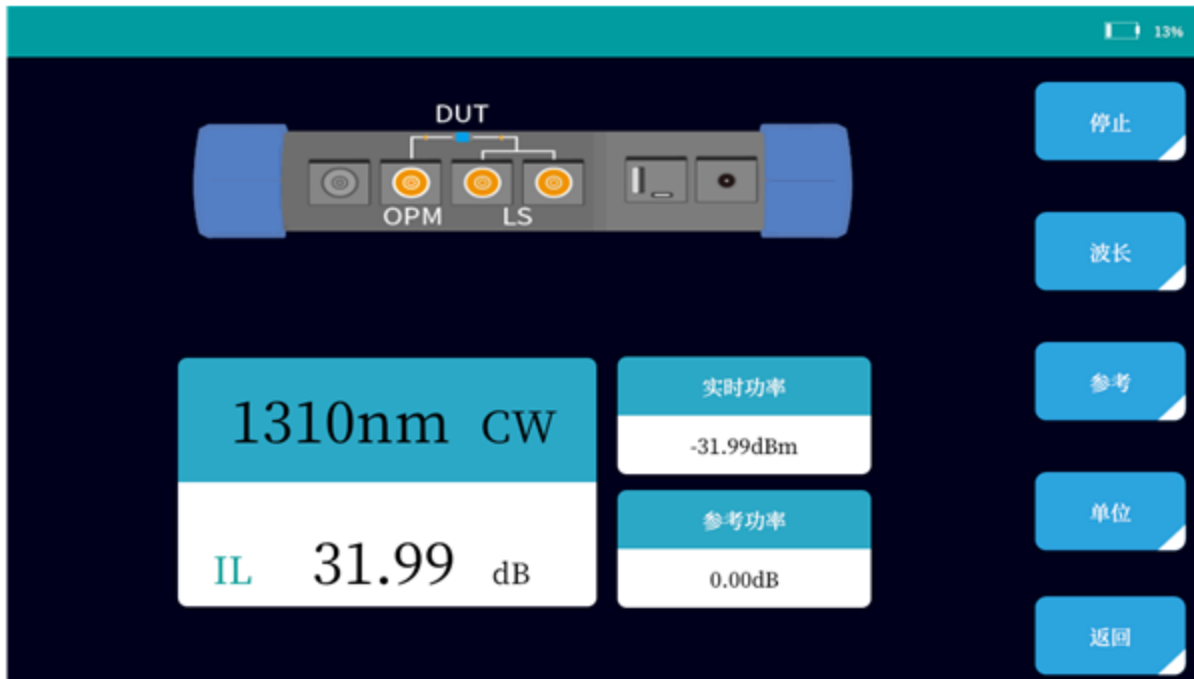 13%
DUT
OPM LS
停止
波长
参考
单位
返回
1310nm CW
IL 31.99 dB
实时功率
-31.99dBm
参考功率
0.00dB